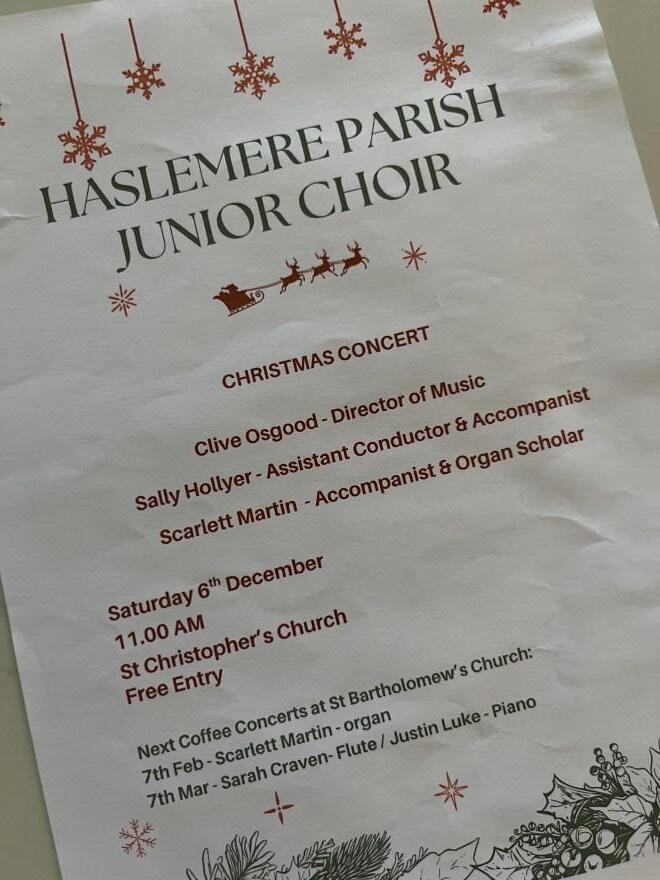 HASLEMERE PARISH
JUNIOR CHOIR
CHRISTMAS CONCERT
Clive Osgood - Director of Music
Sally Hollyer - Assistant Conductor & Accompanist
Scarlett Martin - Accompanist & Organ Scholar
Saturday 6th December
11.00 AM
St Christopher's Church
Free Entry
Next Coffee Concerts at St Bartholomew's Church:
7th Feb - Scarlett Martin - organ
7th Mar - Sarah Craven- Flute / Justin Luke - Piano